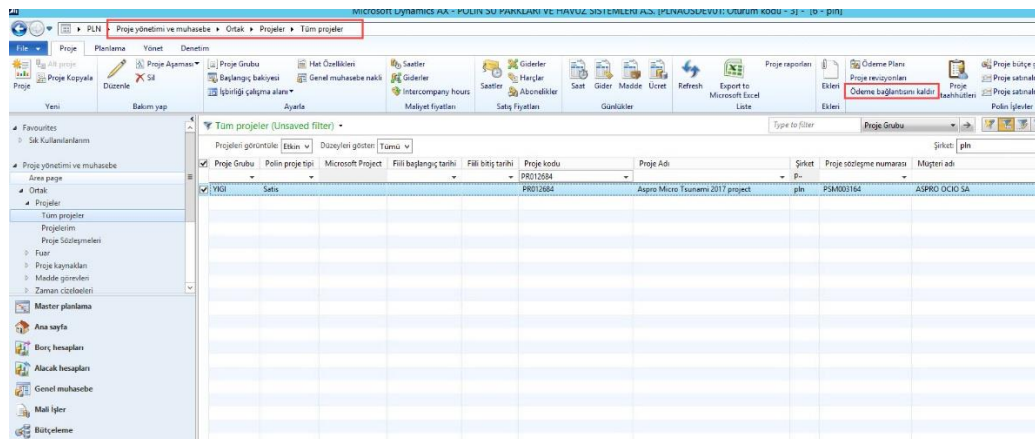 Microsoft Dynamics AX - POLİN SU PARKLARI VE HAVUZ SİSTEMLERİ A.Ş. [PLNAOSDEV01: Oturum kodu - 3] - [6 - pln]
PLN Proje yönetimi ve muhasebe Ortak Projeler Tüm projeler
File Proje Planlama Yönet Denetim
Alt proje Proje Aşaması Proje Grubu Hat Özellikleri Saatler Giderler Proje raporları Ödeme Planı Proje bütçe
Proje Kopyala Sil Başlangıç bakiyesi Genel muhasebe nakli Giderler Harçlar Proje revizyonları Proje satınal
Proje Düzenle İşbirliği çalışma alanı Intercompany hours Saatler Abonelikler Saat Gider Madde Ücret Refresh Export to Microsoft Excel Ekleri Ödeme bağlantısını kaldır Proje taahhütleri Proje satınal
Yeni Bakım yap Ayarla Maliyet fiyatları Satış Fiyatları Günlükler Liste Ekleri Polin İşlevler
Favourites
Sık Kullanılanlarım
Proje yönetimi ve muhasebe
Area page
Ortak
Projeler
Tüm projeler
Projelerim
Proje Sözleşmeleri
Fuar
Proje kaynakları
Madde görevleri
Zaman çizelgeleri
Master planlama
Ana sayfa
Borç hesapları
Alacak hesapları
Genel muhasebe
Mali İşler
Bütçeleme
Tüm projeler (Unsaved filter)
Type to filter Proje Grubu
Projeleri görüntüle: Etkin Düzeyleri göster: Tümü Şirket: pln
Proje Grubu Polin proje tipi Microsoft Project Fiili başlangıç tarihi Fiili bitiş tarihi Proje kodu Proje Adı Şirket Proje sözleşme numarası Müşteri adı
PR012684 p~
YIGI Satis PR012684 Aspro Micro Tsunami 2017 project pln PSM003164 ASPRO OCIO SA